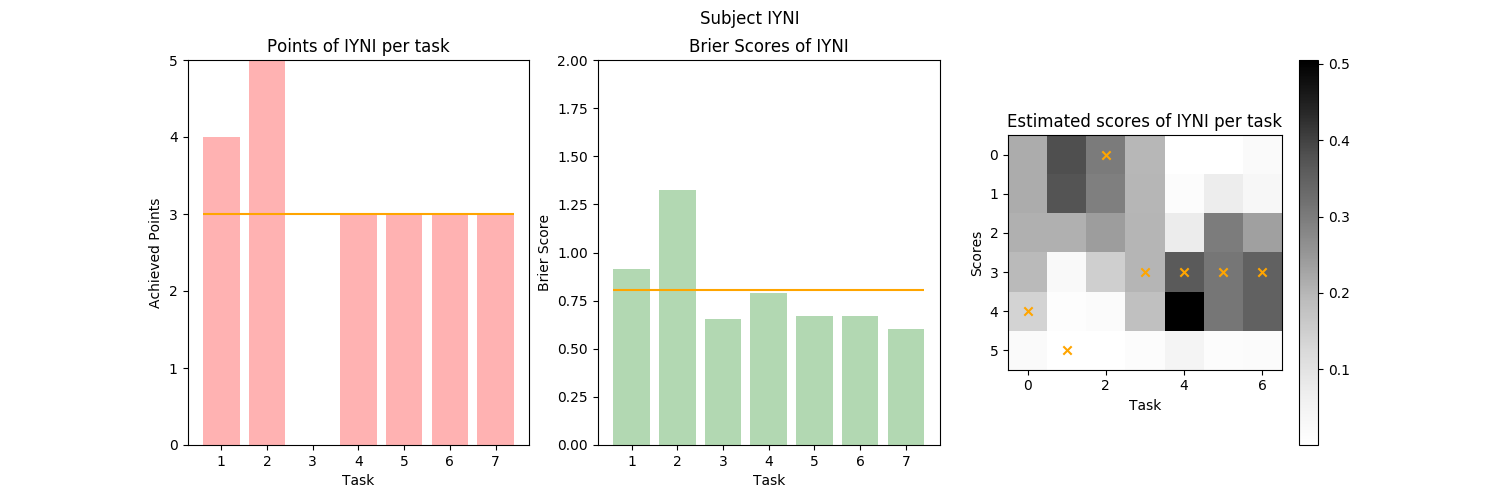 Subject IYNI
Points of IYNI per task
5
4
3
2
1
0
Achieved Points
1 2 3 4 5 6 7
Task
Brier Scores of IYNI
2.00
1.75
1.50
1.25
1.00
0.75
0.50
0.25
0.00
Brier Score
1 2 3 4 5 6 7
Task
Estimated scores of IYNI per task
0
1
2
3
4
5
Scores
0 2 4 6
Task
0.5
0.4
0.3
0.2
0.1